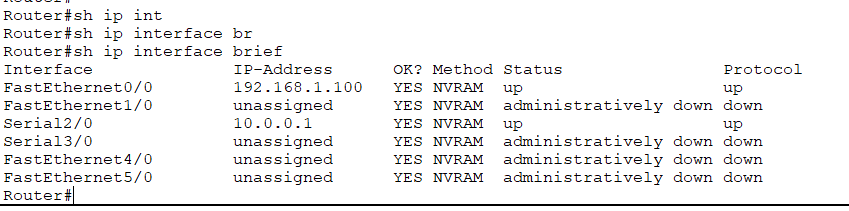 Router#sh ip int
Router#sh ip interface br
Router#sh ip interface brief
Interface              IP-Address      OK? Method Status                Protocol
FastEthernet0/0        192.168.1.100   YES NVRAM  up                    up
FastEthernet1/0        unassigned      YES NVRAM  administratively down down
Serial2/0              10.0.0.1        YES NVRAM  up                    up
Serial3/0              unassigned      YES NVRAM  administratively down down
FastEthernet4/0        unassigned      YES NVRAM  administratively down down
FastEthernet5/0        unassigned      YES NVRAM  administratively down down
Router#